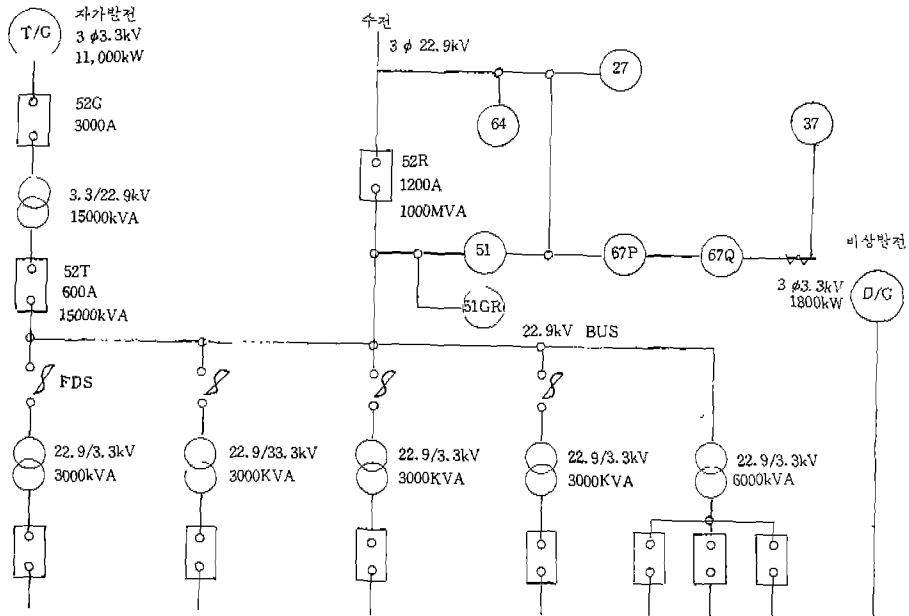 자가발전
T/G
3 φ3.3kV
11,000kW
52G
3000A
3.3/22.9kV
15000kVA
52T
600A
15000kVA
수전
3 φ 22.9kV
27
64
37
52R
1200A
1000MVA
51
67P
67Q
51GR
비상발전
3 φ3.3kV
1800kW
D/G
22.9kV BUS
FDS
22.9/3.3kV
3000kVA
22.9/33.3kV
3000KVA
22.9/3.3kV
3000KVA
22.9/3.3kV
3000KVA
22.9/3.3kV
6000kVA